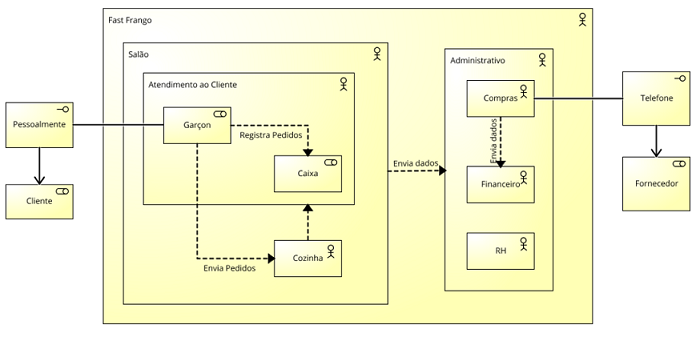 Fast Frango
Salão
Administrativo
Atendimento ao Cliente
Pessoalmente
Garçon
Registra Pedidos
Caixa
Cliente
Envia Pedidos
Cozinha
Envia dados
Compras
Envia dados
Financeiro
RH
Telefone
Fornecedor